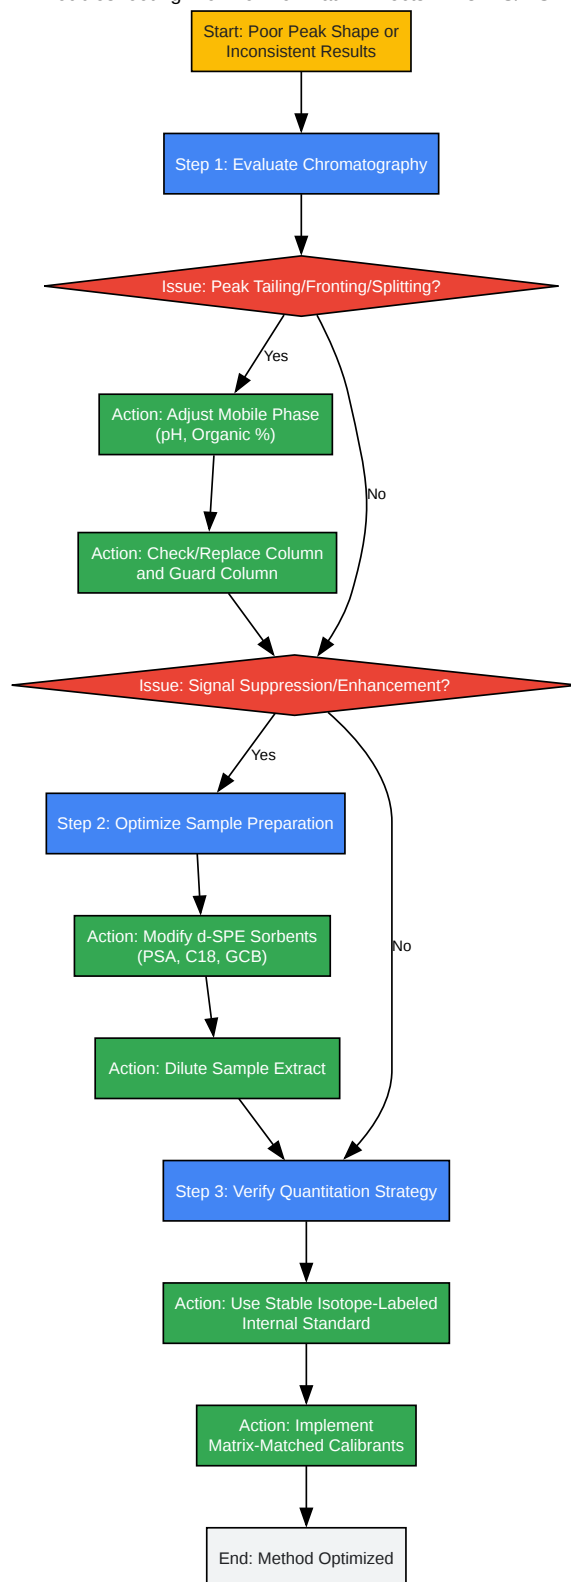 Start: Poor Peak Shape or
Inconsistent Results
Step 1: Evaluate Chromatography
Issue: Peak Tailing/Fronting/Splitting?
Yes
Action: Adjust Mobile Phase
(pH, Organic %)
No
Action: Check/Replace Column
and Guard Column
Issue: Signal Suppression/Enhancement?
Yes
Step 2: Optimize Sample Preparation
Action: Modify d-SPE Sorbents
(PSA, C18, GCB)
No
Action: Dilute Sample Extract
Step 3: Verify Quantitation Strategy
Action: Use Stable Isotope-Labeled
Internal Standard
Action: Implement
Matrix-Matched Calibrants
End: Method Optimized